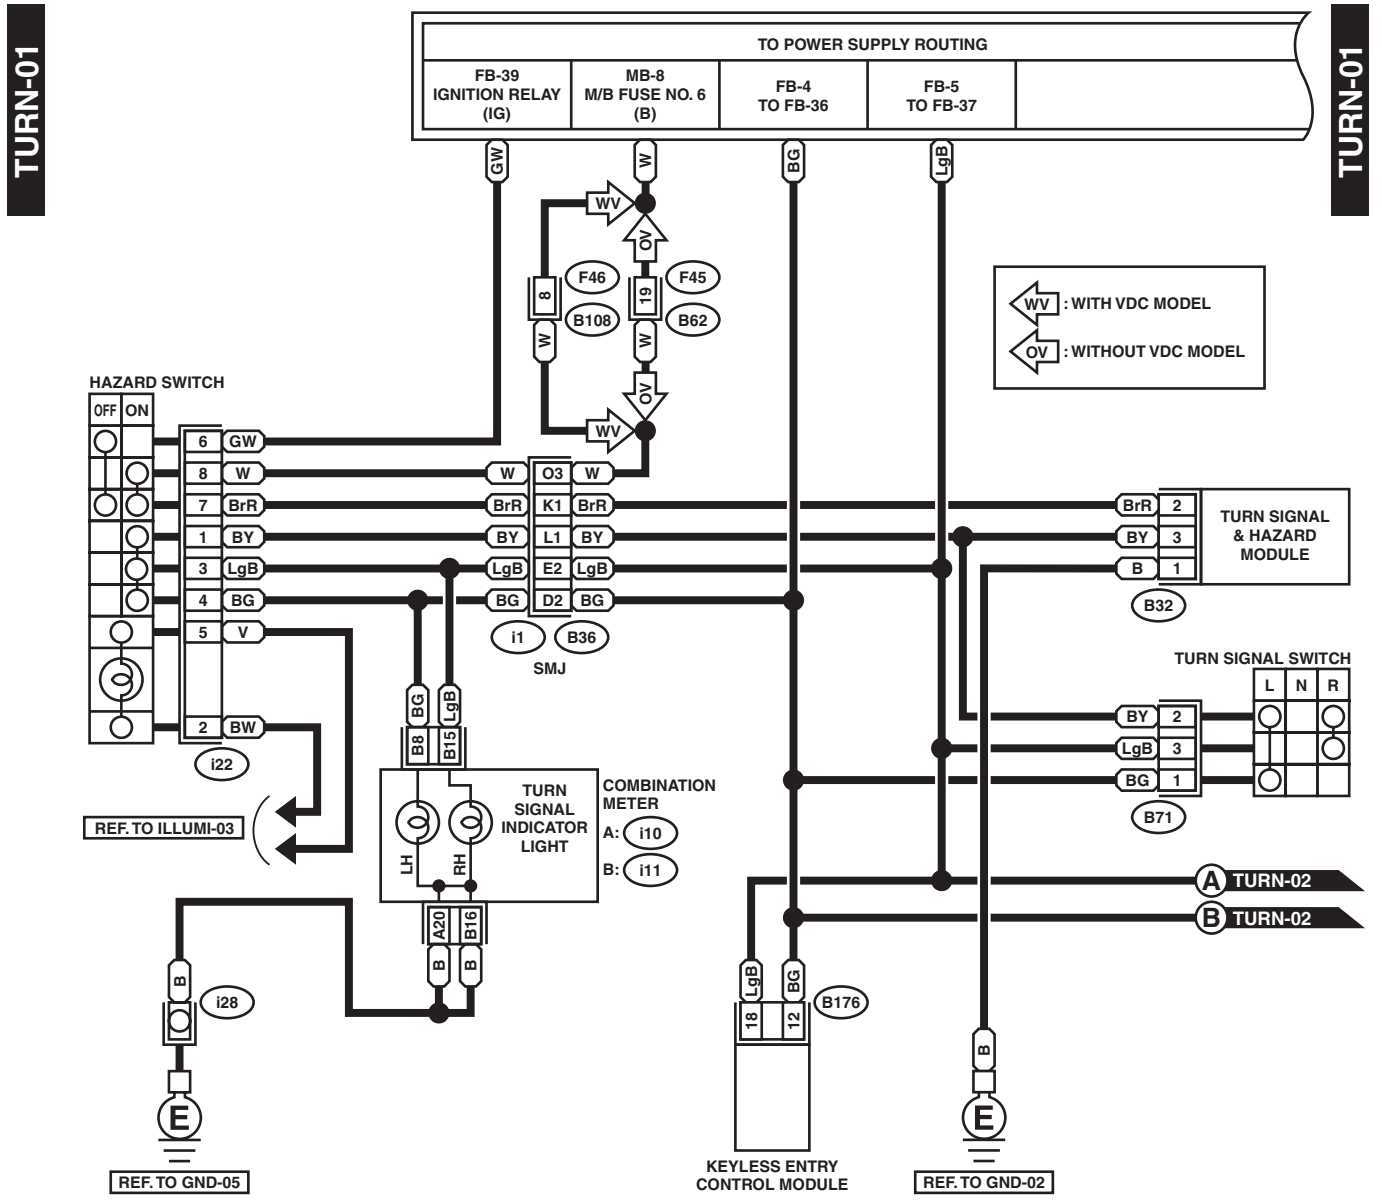 TURN-01
TURN-01
TO POWER SUPPLY ROUTING
FB-39
IGNITION RELAY
(IG)
MB-8
M/B FUSE NO. 6
(B)
FB-4
TO FB-36
FB-5
TO FB-37
GW
W
BG
LgB
WV
OV
8
F46
B108
19
F45
B62
W
W
OV
WV
WV : WITH VDC MODEL
OV : WITHOUT VDC MODEL
HAZARD SWITCH
OFF ON
6 GW
8 W W O3 W
7 BrR BrR K1 BrR BrR 2
1 BY BY L1 BY BY 3
3 LgB LgB E2 LgB B 1
4 BG BG D2 BG
5 V
2 BW
i22
i1 B36
SMJ
TURN SIGNAL
& HAZARD
MODULE
B32
TURN SIGNAL SWITCH
L N R
BY 2
LgB 3
BG 1
B71
BG LgB
B8 B15
TURN
SIGNAL
INDICATOR
LIGHT
LH RH
COMBINATION
METER
A: i10
B: i11
A20 B16
B B
REF. TO ILLUMI-03
A TURN-02
B TURN-02
B
i28
E
REF. TO GND-05
LgB BG
18 12
B176
KEYLESS ENTRY
CONTROL MODULE
B
E
REF. TO GND-02